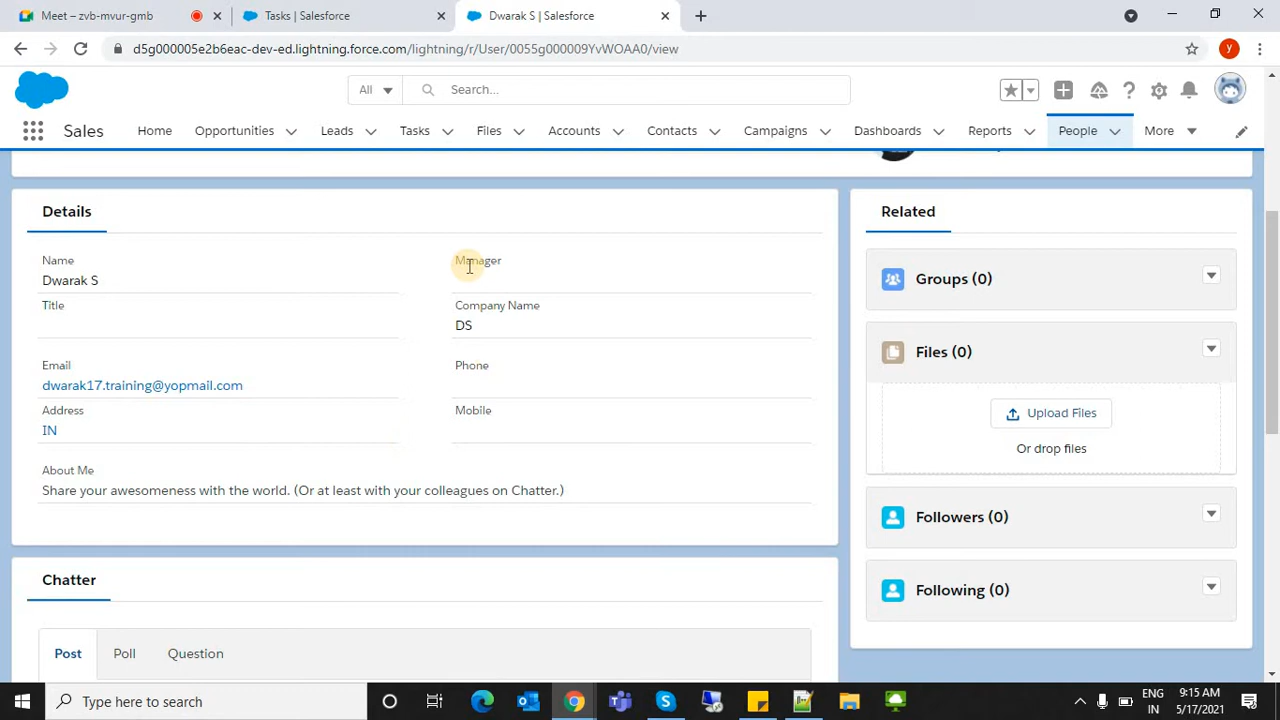 Meet – zvb-mvur-gmb
Tasks | Salesforce
Dwarak S | Salesforce
d5g000005e2b6eac-dev-ed.lightning.force.com/lightning/r/User/0055g000009YvWOAA0/view
y
All
Search...
Sales
Home
Opportunities
Leads
Tasks
Files
Accounts
Contacts
Campaigns
Dashboards
Reports
People
More
Details
Name
Dwarak S
Manager
Title
Company Name
DS
Email
dwarak17.training@yopmail.com
Phone
Address
IN
Mobile
About Me
Share your awesomeness with the world. (Or at least with your colleagues on Chatter.)
Chatter
Post
Poll
Question
Related
Groups (0)
Files (0)
Upload Files
Or drop files
Followers (0)
Following (0)
Type here to search
ENG
IN
9:15 AM
5/17/2021